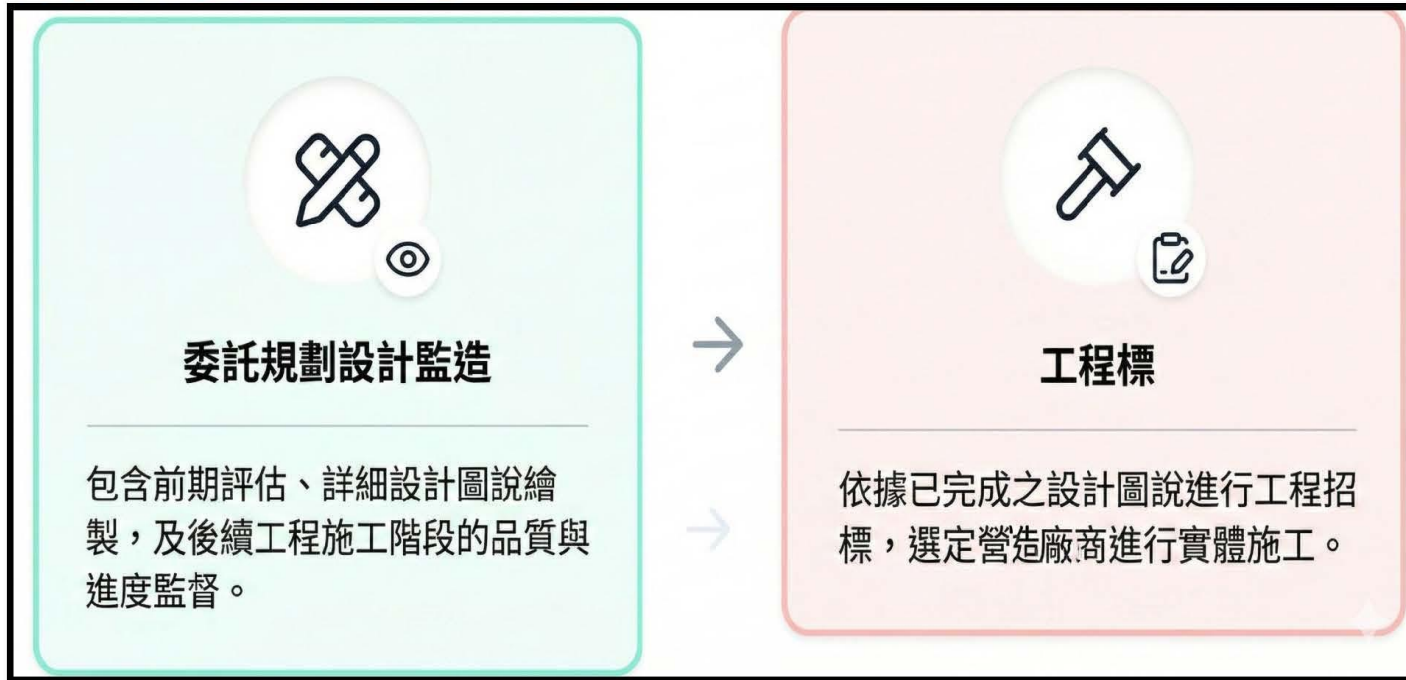 委託規劃設計監造
包含前期評估、詳細設計圖說繪
製，及後續工程施工階段的品質與
進度監督。
工程標
依據已完成之設計圖說進行工程招
標，選定營造廠商進行實體施工。